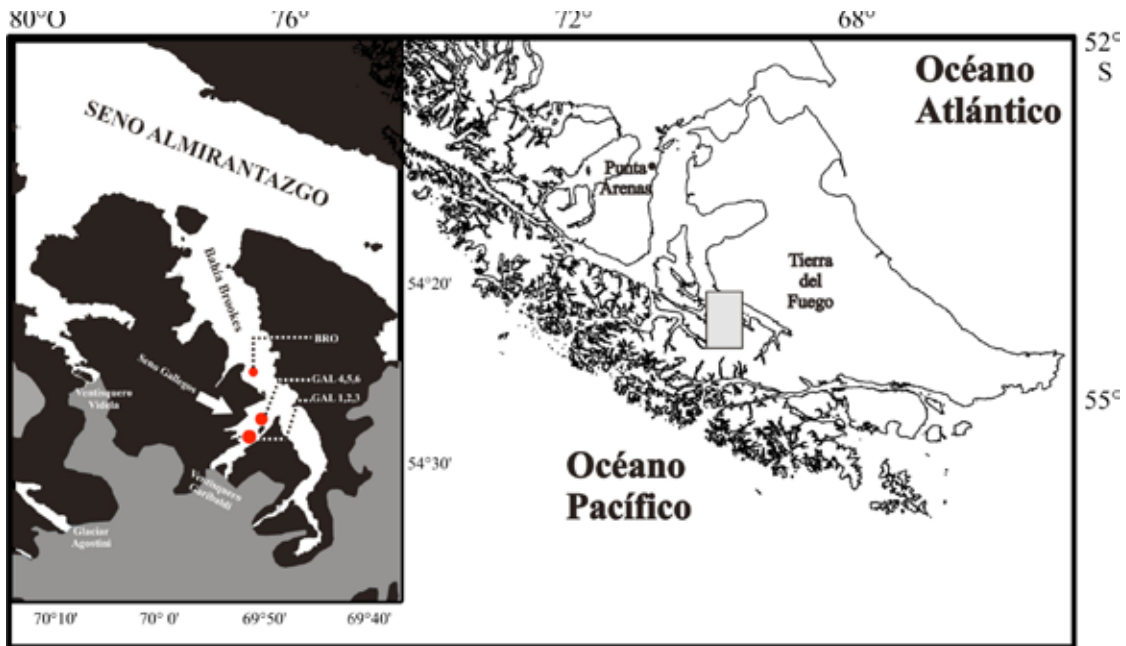 80°O 76° 72° 68°
52°
S
Océano
Atlántico
SENO ALMIRANTAZGO
Punta
Arenas
Bahía Brookes
Tierra
del
Fuego
54°20'
BRO
Seno Gallegos
GAL 4,5,6
GAL 1,2,3
Ventisquero
Videla
55°
54°30'
Océano
Pacífico
Ventisquero
Garibaldi
Glaciar
Agostini
70°10' 70° 0' 69°50' 69°40'